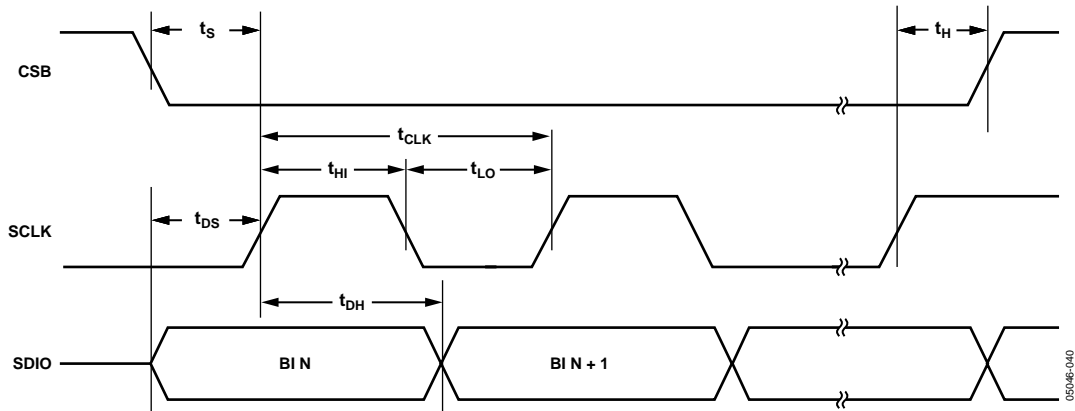 tS
tH
CSB
tCLK
tHI
tLO
tDS
SCLK
tDH
SDIO
BI N
BI N + 1
05046-040